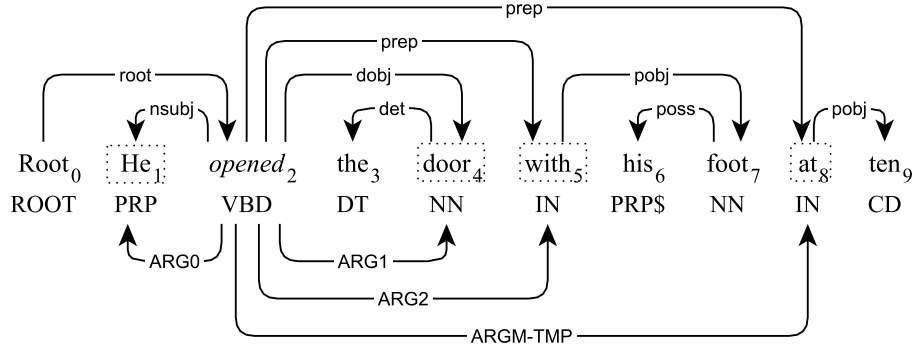 prep
prep
root dobj pobj
nsubj det poss pobj
Root0 He1 opened2 the3 door4 with5 his6 foot7 at8 ten9
ROOT PRP VBD DT NN IN PRP$ NN IN CD
ARG0 ARG1
ARG2
ARGM-TMP